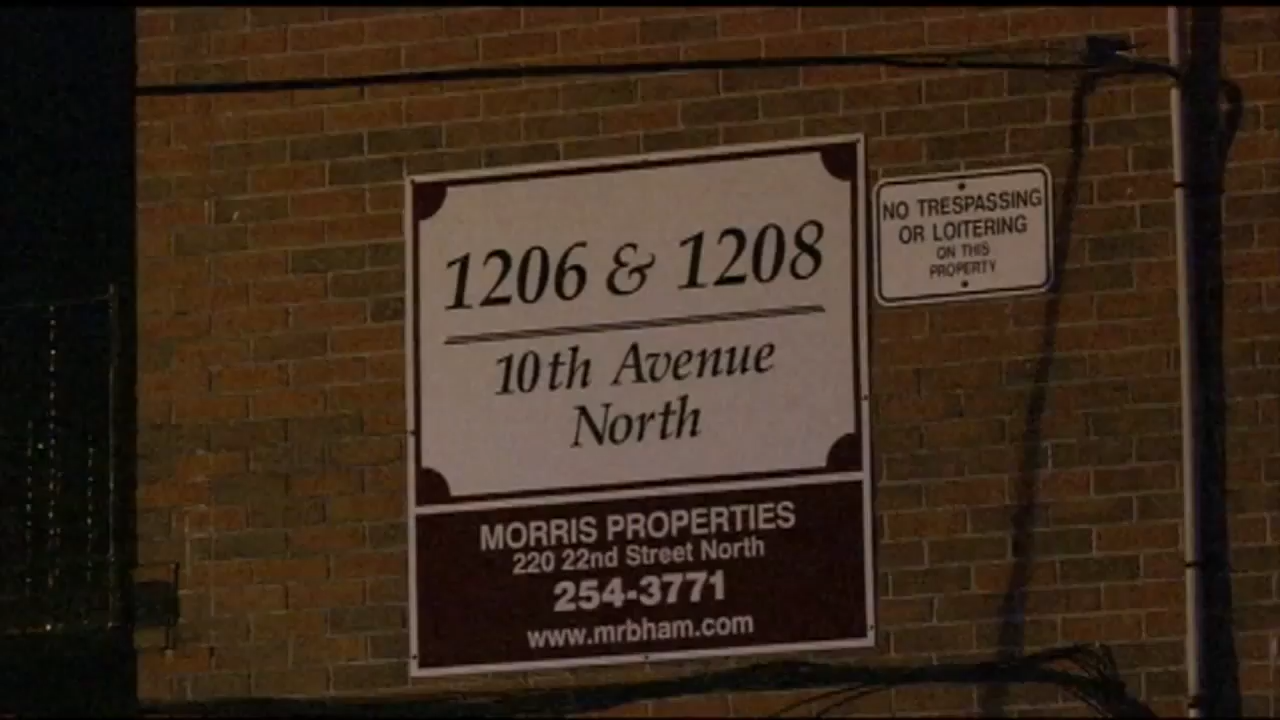 1206 & 1208
10th Avenue
North
MORRIS PROPERTIES
220 22nd Street North
254-3771
www.mrbham.com
NO TRESPASSING
OR LOITERING
ON THIS
PROPERTY